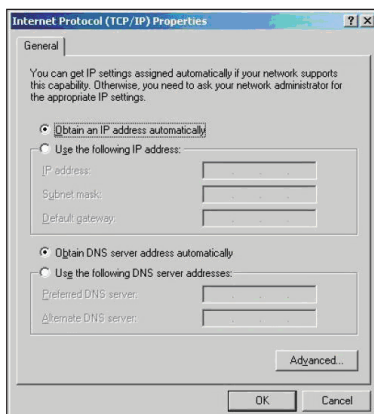 Internet Protocol (TCP/IP) Properties
General
You can get IP settings assigned automatically if your network supports
this capability. Otherwise, you need to ask your network administrator for
the appropriate IP settings.
Obtain an IP address automatically
Use the following IP address:
IP address:
Subnet mask:
Default gateway:
Obtain DNS server address automatically
Use the following DNS server addresses:
Preferred DNS server:
Alternate DNS server:
Advanced...
OK
Cancel